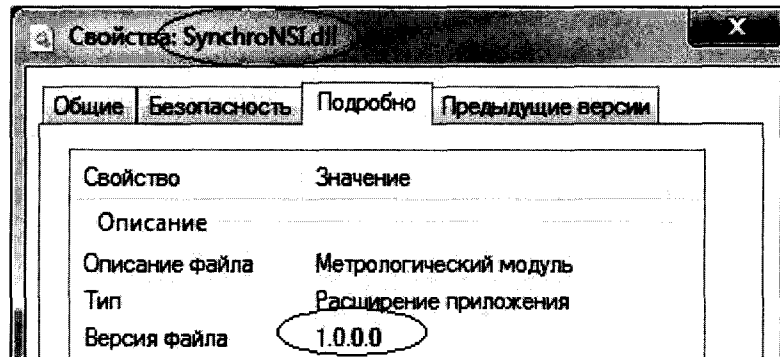 Свойства: SynchroNSI.dll
X
Общие Безопасность Подробно Предыдущие версии
Свойство Значение
Описание
Описание файла Метрологический модуль
Тип Расширение приложения
Версия файла 1.0.0.0